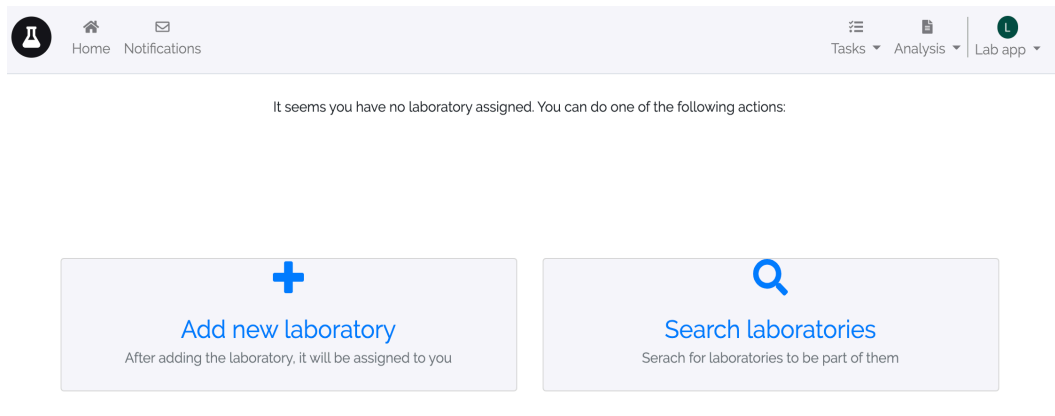 Home Notifications Tasks Analysis Lab app
L
It seems you have no laboratory assigned. You can do one of the following actions:
Add new laboratory
After adding the laboratory, it will be assigned to you
Search laboratories
Serach for laboratories to be part of them